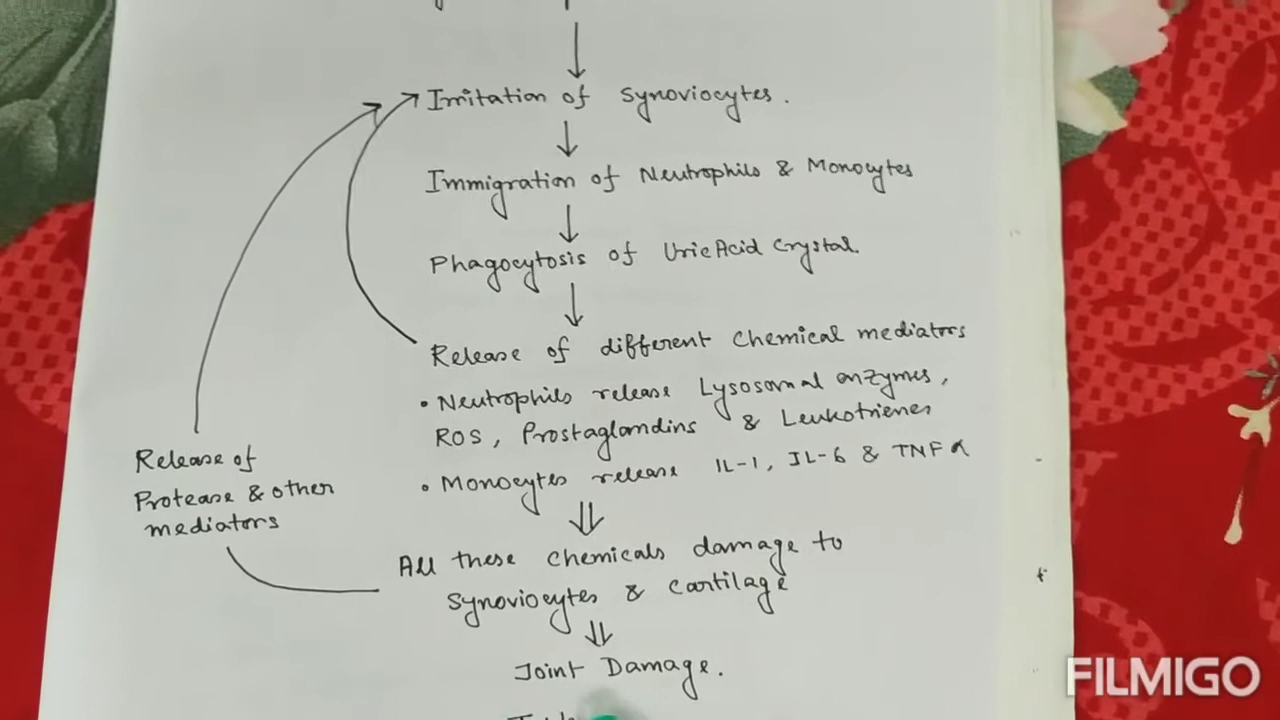 Irritation of Synoviocytes.
Immigration of Neutrophils & Monocytes
Phagocytosis of Uric Acid Crystal.
Release of different Chemical mediators
• Neutrophils release Lysosomal enzymes,
ROS, Prostaglandins & Leukotrienes
• Monocytes release IL-1, IL-6 & TNF α
Release of
Protease & other
mediators
All these chemicals damage to
Synoviocytes & Cartilage
Joint Damage.
FILMIGO